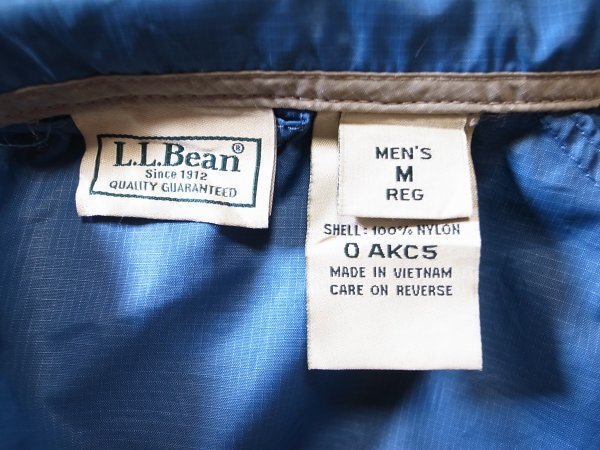 L.L.Bean®
Since 1912
QUALITY GUARANTEED
MEN'S
M
REG
SHELL: 100% NYLON
0 AKC5
MADE IN VIETNAM
CARE ON REVERSE